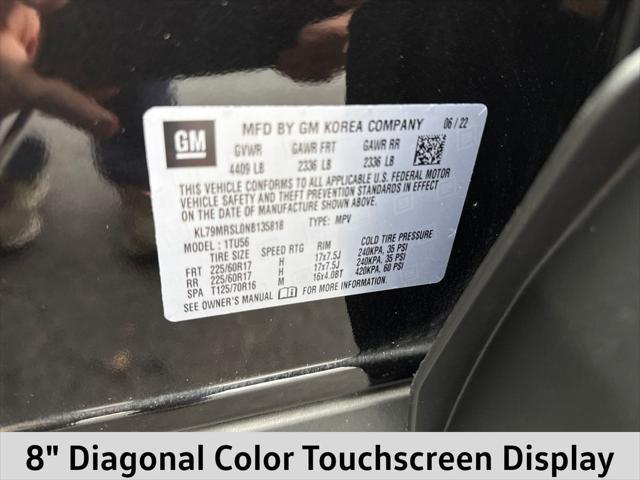 GM
MFD BY GM KOREA COMPANY 06 / 22
GVWR GAWR FRT GAWR RR
4409 LB 2336 LB 2336 LB
THIS VEHICLE CONFORMS TO ALL APPLICABLE U.S. FEDERAL MOTOR
VEHICLE SAFETY AND THEFT PREVENTION STANDARDS IN EFFECT
ON THE DATE OF MANUFACTURE SHOWN ABOVE.
KL79MRSL0NB135818 TYPE: MPV
MODEL: 1TU56
TIRE SIZE SPEED RTG RIM COLD TIRE PRESSURE
FRT 225/60R17 H 17x7.5J 240KPA, 35 PSI
RR 225/60R17 H 17x7.5J 240KPA, 35 PSI
SPA T125/70R16 M 16x4.0BT 420KPA, 60 PSI
SEE OWNER'S MANUAL FOR MORE INFORMATION.
8" Diagonal Color Touchscreen Display